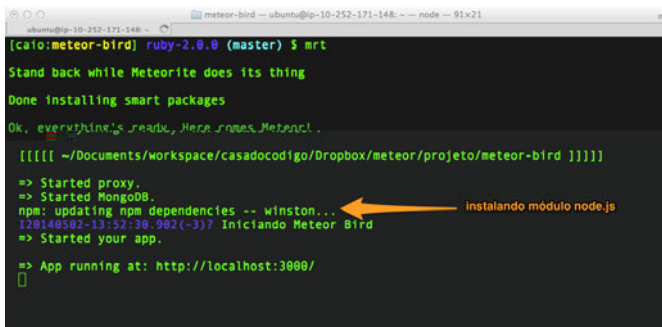 meteor-bird — ubuntu@ip-10-252-171-148: ~ — node — 91×21
ubuntu@ip-10-252-171-148: ~
[caio:meteor-bird] ruby-2.0.0 (master) $ mrt
Stand back while Meteorite does its thing
Done installing smart packages
Ok, everything's ready. Here comes Meteor!
[[[[[ ~/Documents/workspace/casadocodigo/Dropbox/meteor/projeto/meteor-bird ]]]]]
=> Started proxy.
=> Started MongoDB.
npm: updating npm dependencies -- winston...
instalando módulo node.js
I20140502-13:52:30.902(-3)? Iniciando Meteor Bird
=> Started your app.
=> App running at: http://localhost:3000/